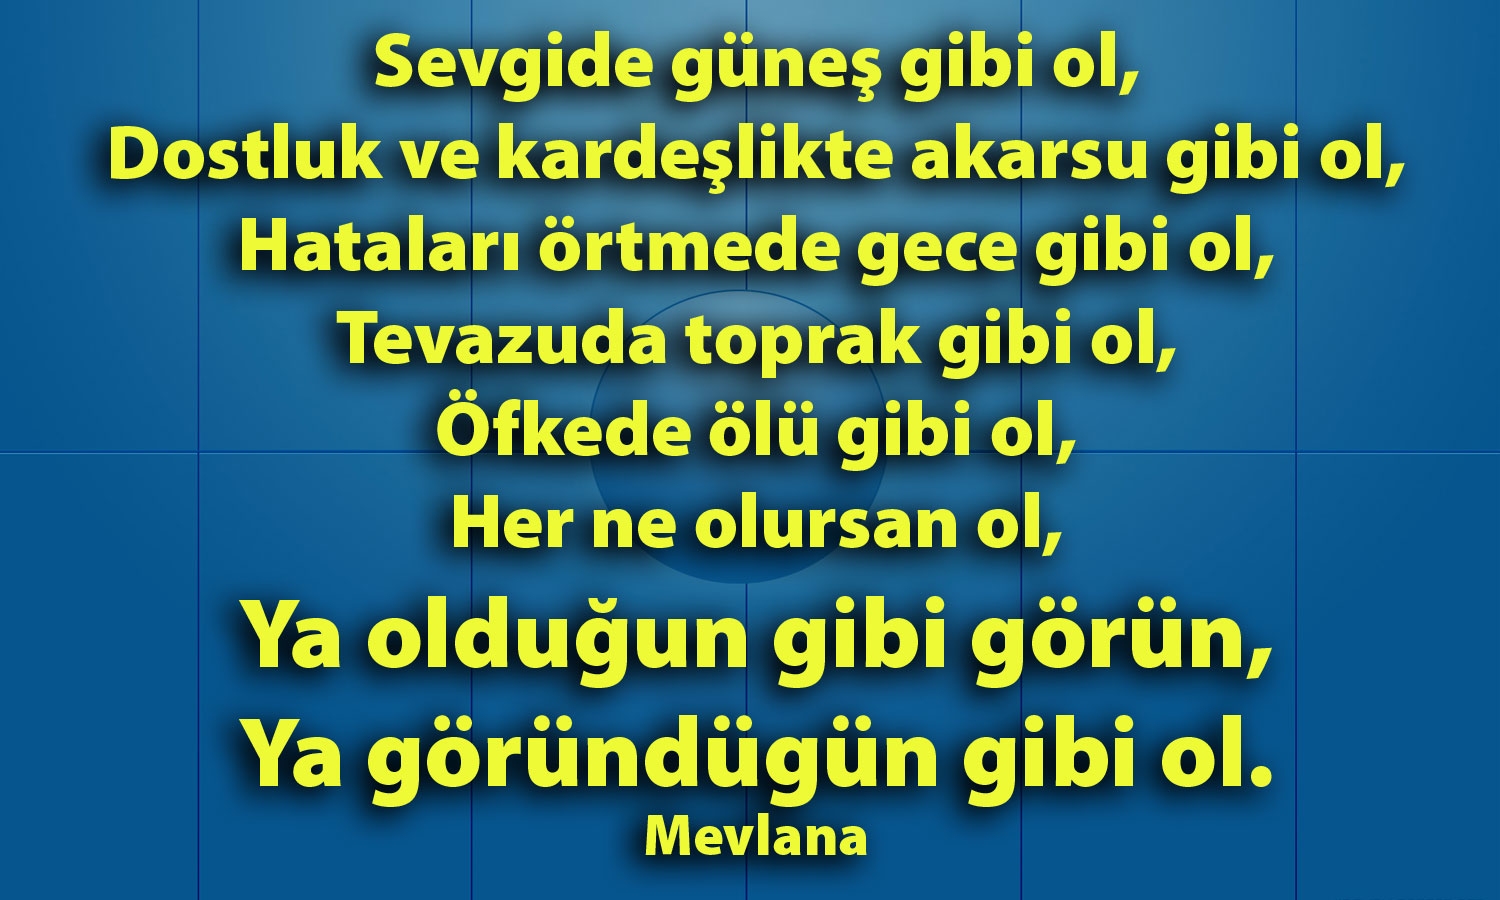 Sevgide güneş gibi ol,
Dostluk ve kardeşlikte akarsu gibi ol,
Hataları örtmede gece gibi ol,
Tevazuda toprak gibi ol,
Öfkede ölü gibi ol,
Her ne olursan ol,
Ya olduğun gibi görün,
Ya göründügün gibi ol.
Mevlana